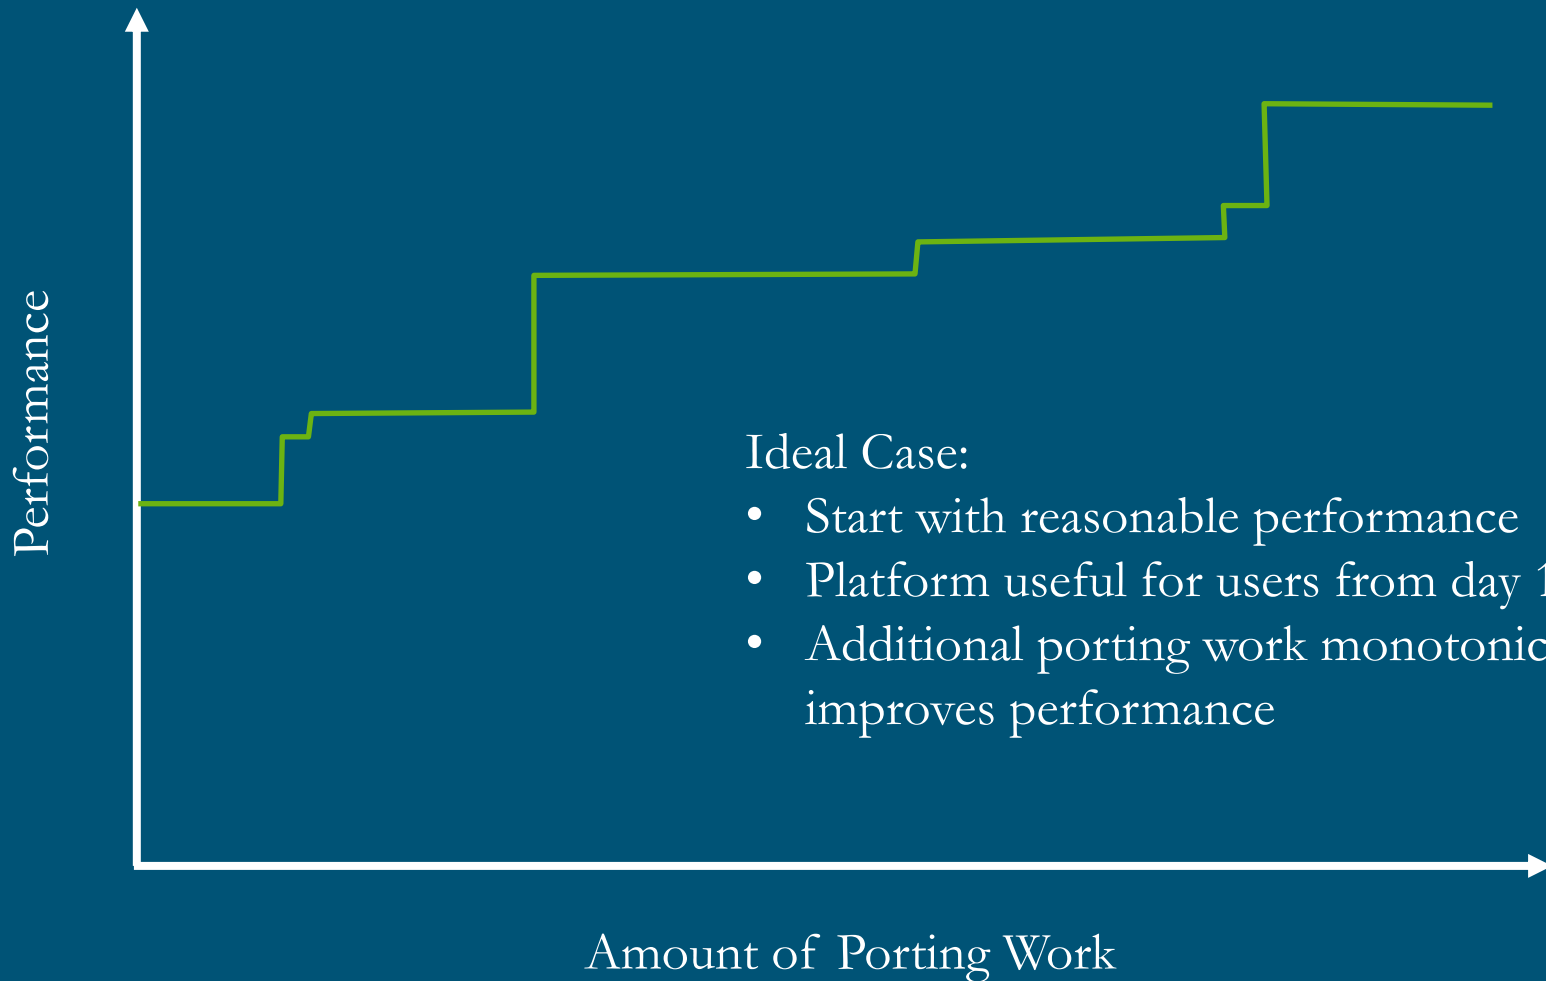 Performance
Ideal Case:
• Start with reasonable performance
• Platform useful for users from day 1
• Additional porting work monotonic
improves performance
Amount of Porting Work